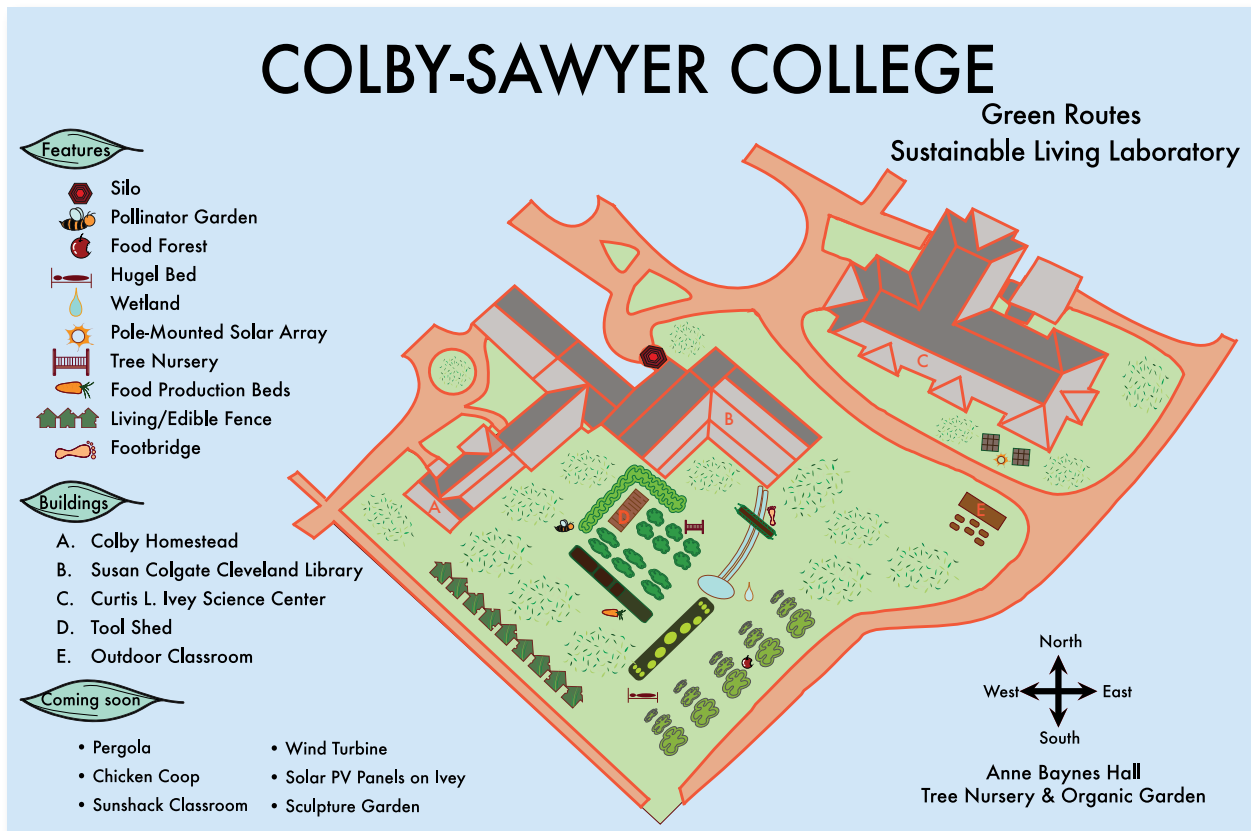 COLBY-SAWYER COLLEGE
Green Routes
Sustainable Living Laboratory
Features
Silo
Pollinator Garden
Food Forest
Hugel Bed
Wetland
Pole-Mounted Solar Array
Tree Nursery
Food Production Beds
Living/Edible Fence
Footbridge
Buildings
A. Colby Homestead
B. Susan Colgate Cleveland Library
C. Curtis L. Ivey Science Center
D. Tool Shed
E. Outdoor Classroom
Coming soon
• Pergola
• Chicken Coop
• Sunshack Classroom
• Wind Turbine
• Solar PV Panels on Ivey
• Sculpture Garden
A
B
C
D
E
North
West
East
South
Anne Baynes Hall
Tree Nursery & Organic Garden